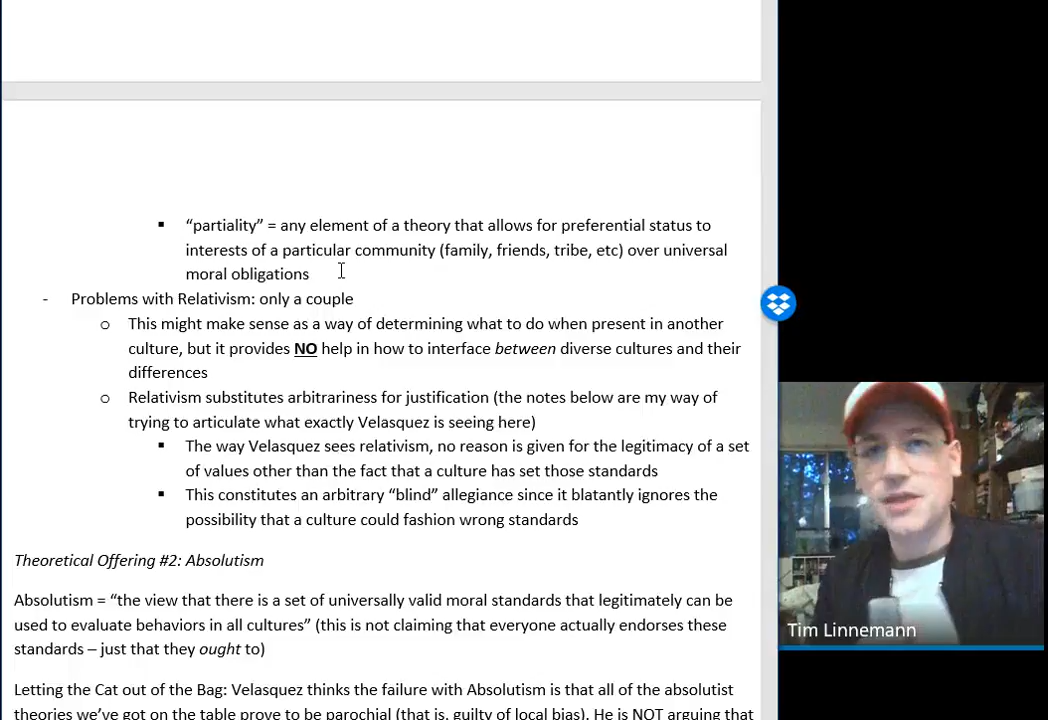 ▪ “partiality” = any element of a theory that allows for preferential status to
interests of a particular community (family, friends, tribe, etc) over universal
moral obligations
- Problems with Relativism: only a couple
o This might make sense as a way of determining what to do when present in another
culture, but it provides NO help in how to interface between diverse cultures and their
differences
o Relativism substitutes arbitrariness for justification (the notes below are my way of
trying to articulate what exactly Velasquez is seeing here)
▪ The way Velasquez sees relativism, no reason is given for the legitimacy of a set
of values other than the fact that a culture has set those standards
▪ This constitutes an arbitrary “blind” allegiance since it blatantly ignores the
possibility that a culture could fashion wrong standards
Theoretical Offering #2: Absolutism
Absolutism = “the view that there is a set of universally valid moral standards that legitimately can be
used to evaluate behaviors in all cultures” (this is not claiming that everyone actually endorses these
standards – just that they ought to)
Letting the Cat out of the Bag: Velasquez thinks the failure with Absolutism is that all of the absolutist
theories we’ve got on the table prove to be parochial (that is, guilty of local bias). He is NOT arguing that
Tim Linnemann